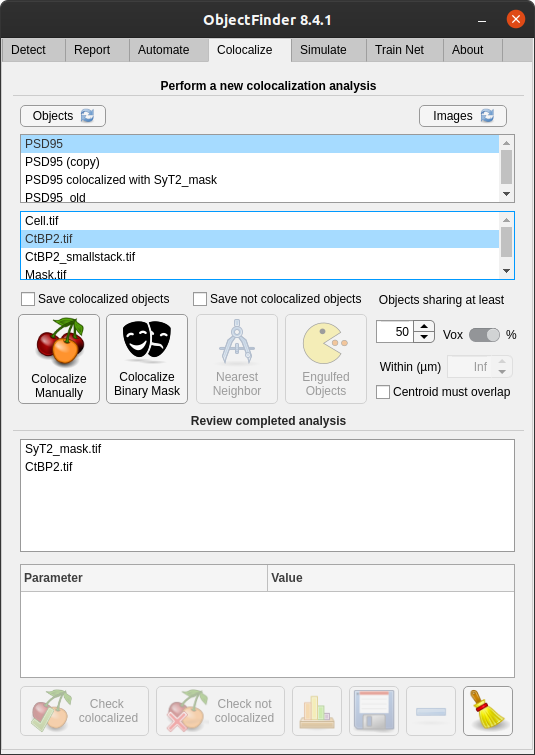 ObjectFinder 8.4.1
Detect Report Automate Colocalize Simulate Train Net About
Perform a new colocalization analysis
Objects Images
PSD95
PSD95 (copy)
PSD95 colocalized with SyT2_mask
PSD95_old
Cell.tif
CtBP2.tif
CtBP2_smallstack.tif
Mask.tif
Save colocalized objects Save not colocalized objects Objects sharing at least
50 Vox %
Colocalize Manually
Colocalize Binary Mask
Nearest Neighbor
Engulfed Objects
Within (µm) Inf
Centroid must overlap
Review completed analysis
SyT2_mask.tif
CtBP2.tif
Parameter Value
Check colocalized
Check not colocalized